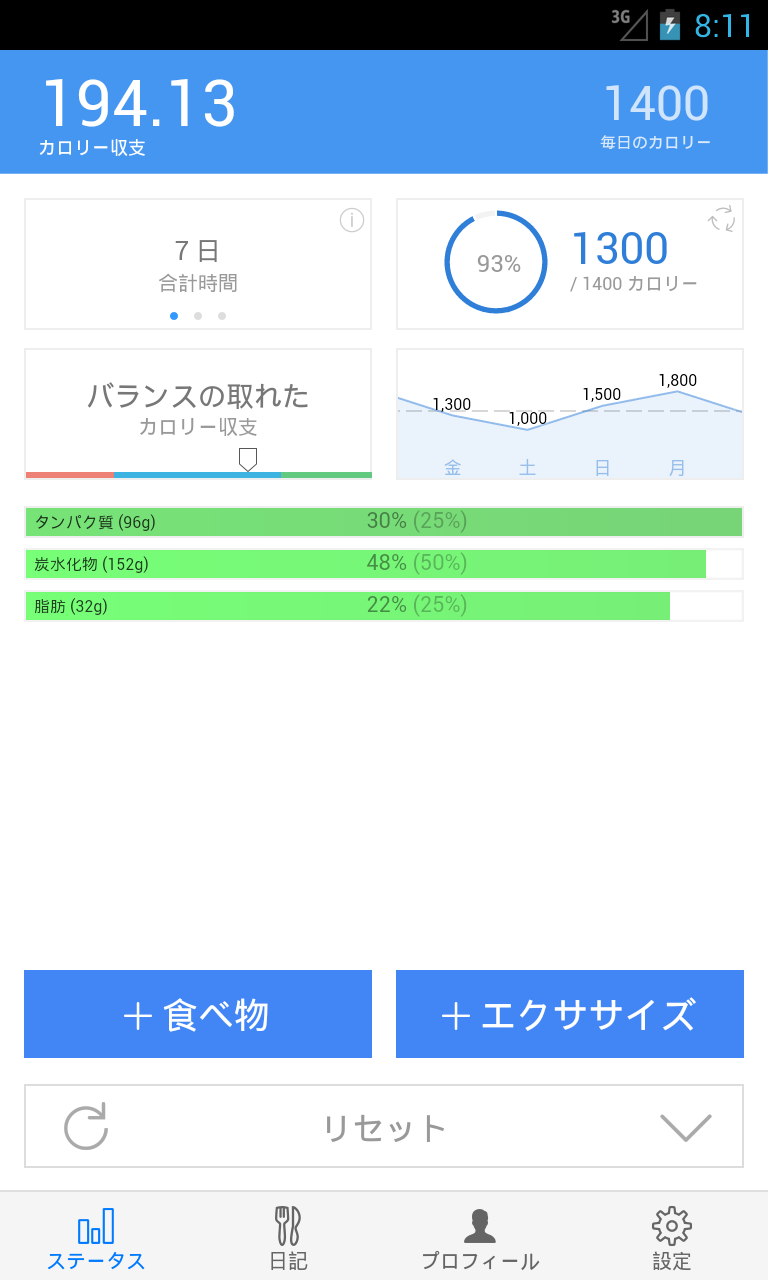 3G 8:11
194.13
カロリー収支
1400
毎日のカロリー
7 日
合計時間
93%
1300
/ 1400 カロリー
バランスの取れた
カロリー収支
1,300
1,000
1,500
1,800
金 土 日 月
タンパク質 (96g) 30% (25%)
炭水化物 (152g) 48% (50%)
脂肪 (32g) 22% (25%)
＋ 食べ物
＋ エクササイズ
リセット
ステータス 日記 プロフィール 設定